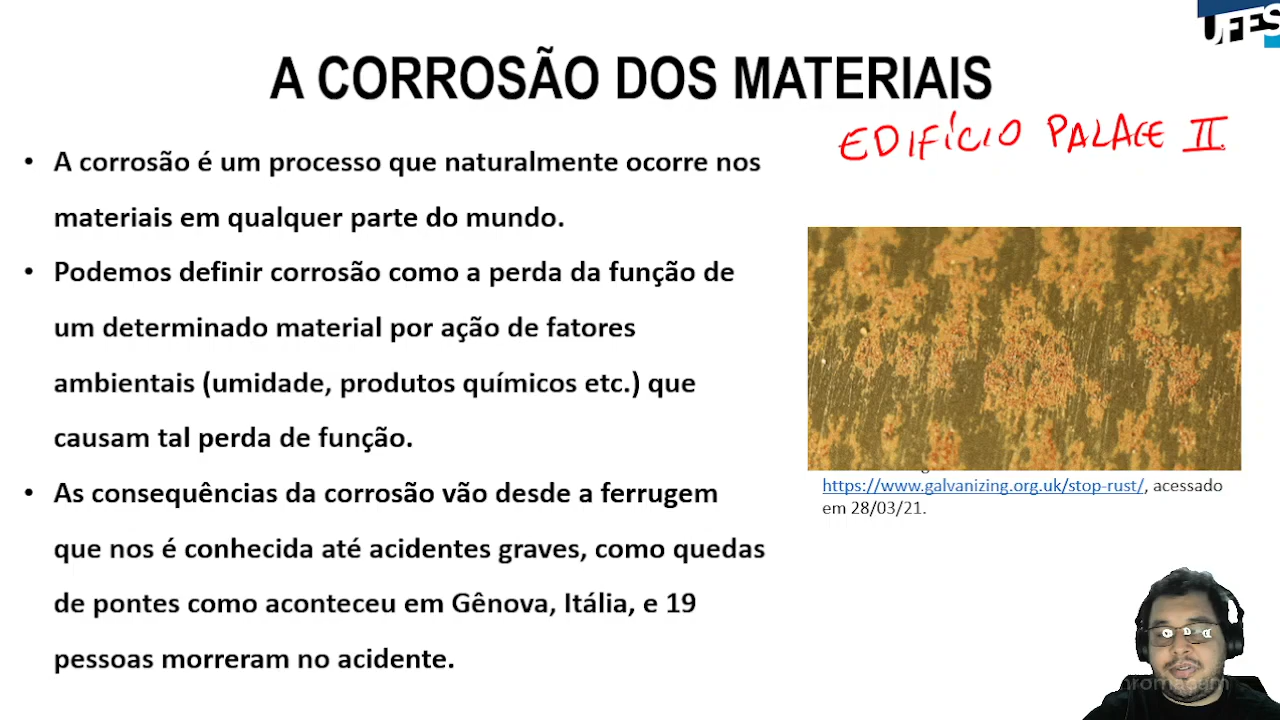 UFES
A CORROSÃO DOS MATERIAIS
EDIFÍCIO PALACE II
• A corrosão é um processo que naturalmente ocorre nos
materiais em qualquer parte do mundo.
• Podemos definir corrosão como a perda da função de
um determinado material por ação de fatores
ambientais (umidade, produtos químicos etc.) que
causam tal perda de função.
• As consequências da corrosão vão desde a ferrugem
que nos é conhecida até acidentes graves, como quedas
de pontes como aconteceu em Gênova, Itália, e 19
pessoas morreram no acidente.
https://www.galvanizing.org.uk/stop-rust/, acessado
em 28/03/21.